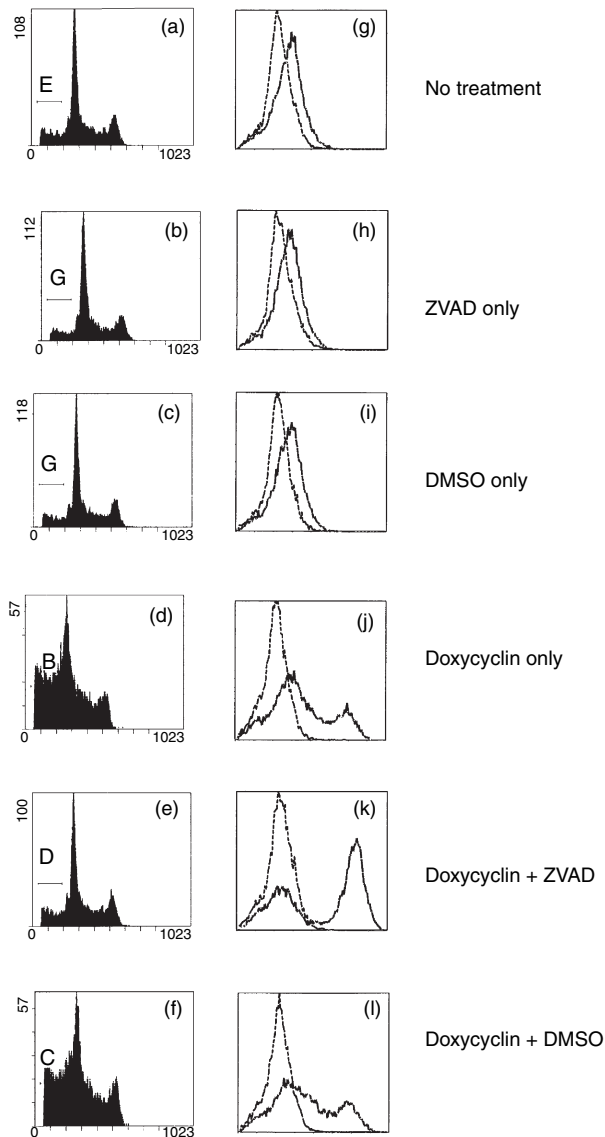 108
(a)
E
0
1023
(g)
No treatment
112
(b)
G
0
1023
(h)
ZVAD only
118
(c)
G
0
1023
(i)
DMSO only
57
(d)
B
0
1023
(j)
Doxycyclin only
100
(e)
D
0
1023
(k)
Doxycyclin + ZVAD
57
(f)
C
0
1023
(l)
Doxycyclin + DMSO